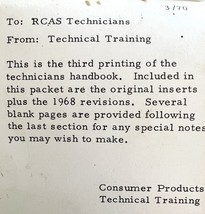 3/70
To: RCAS Technicians
From: Technical Training
This is the third printing of the
technicians handbook. Included in
this packet are the original inserts
plus the 1968 revisions. Several
blank pages are provided following
the last section for any special notes
you may wish to make.
Consumer Products
Technical Training